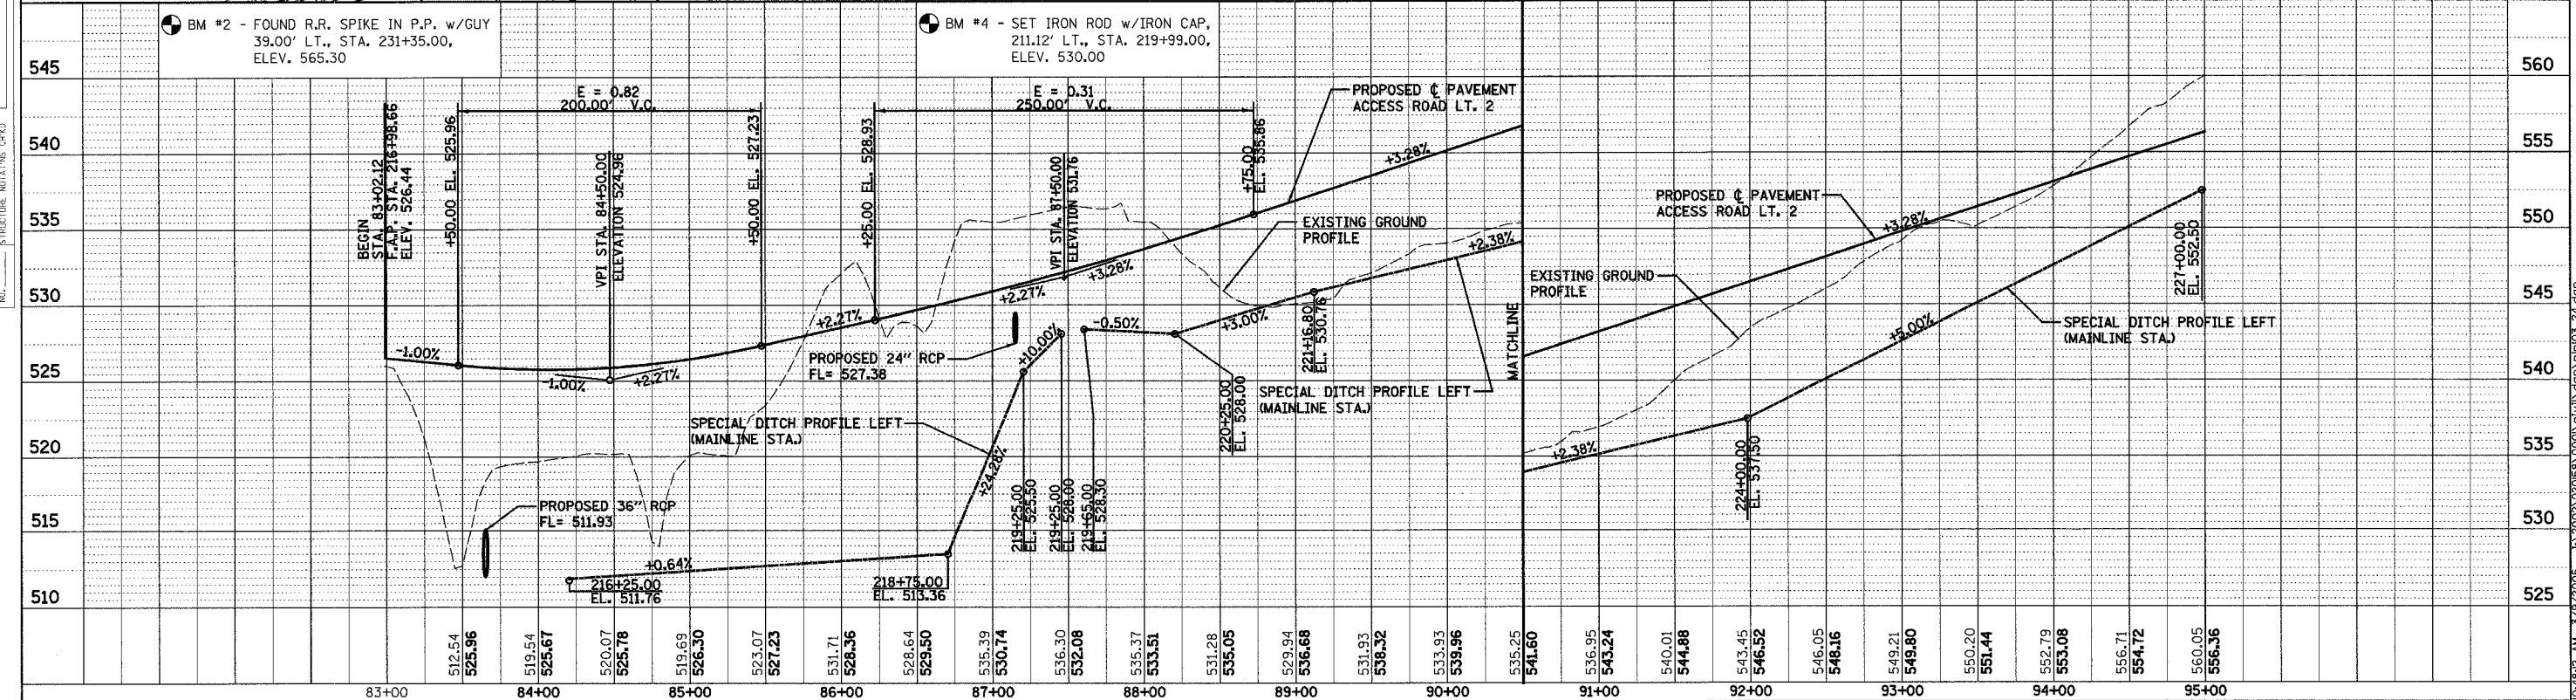 BM #2 - FOUND R.R. SPIKE IN P.P. w/GUY
39.00' LT., STA. 231+35.00,
ELEV. 565.30
BM #4 - SET IRON ROD w/IRON CAP,
211.12' LT., STA. 219+99.00,
ELEV. 530.00
545
540
535
530
525
520
515
510
560
555
550
545
540
535
530
525
BEGIN
STA. 83+02.12
F.A.P. STA. 216+98.66
ELEV. 526.44
+50.00 EL. 525.96
E = 0.82
200.00' V.C.
VPI STA. 84+50.00
ELEVATION 524.96
+50.00 EL. 527.23
+25.00 EL. 528.93
E = 0.31
250.00' V.C.
VPI STA. 87+50.00
ELEVATION 531.76
+75.00
EL. 535.86
PROPOSED ℄ PAVEMENT
ACCESS ROAD LT. 2
+3.28%
EXISTING GROUND
PROFILE
-1.00%
-1.00%
+2.27%
+2.27%
+2.27%
+3.28%
PROPOSED 24" RCP
FL= 527.38
+10.00%
-0.50%
+3.00%
221+16.80
EL. 530.76
+2.38%
SPECIAL DITCH PROFILE LEFT
(MAINLINE STA.)
220+25.00
EL. 528.00
SPECIAL DITCH PROFILE LEFT
(MAINLINE STA.)
+24.28%
219+25.00
EL. 525.50
219+25.00
EL. 528.00
219+65.00
EL. 528.30
PROPOSED 36" RCP
FL= 511.93
+0.64%
216+25.00
EL. 511.76
218+75.00
EL. 513.36
MATCHLINE
PROPOSED ℄ PAVEMENT
ACCESS ROAD LT. 2
+3.28%
EXISTING GROUND
PROFILE
227+00.00
EL. 552.50
SPECIAL DITCH PROFILE LEFT
(MAINLINE STA.)
+5.00%
+2.38%
224+00.00
EL. 537.50
512.54
525.96
519.54
525.67
520.07
525.78
519.69
526.30
523.07
527.23
531.71
528.36
528.64
529.50
535.39
530.74
536.30
532.08
535.37
533.51
531.28
535.05
529.94
536.68
531.93
538.32
533.93
539.96
535.25
541.60
536.95
543.24
540.01
544.88
543.45
546.52
546.05
548.16
549.21
549.80
550.20
551.44
552.79
553.08
556.71
554.72
560.05
556.36
83+00
84+00
85+00
86+00
87+00
88+00
89+00
90+00
91+00
92+00
93+00
94+00
95+00
NO.
STRUCTURE NOTAT'NS CH'KD